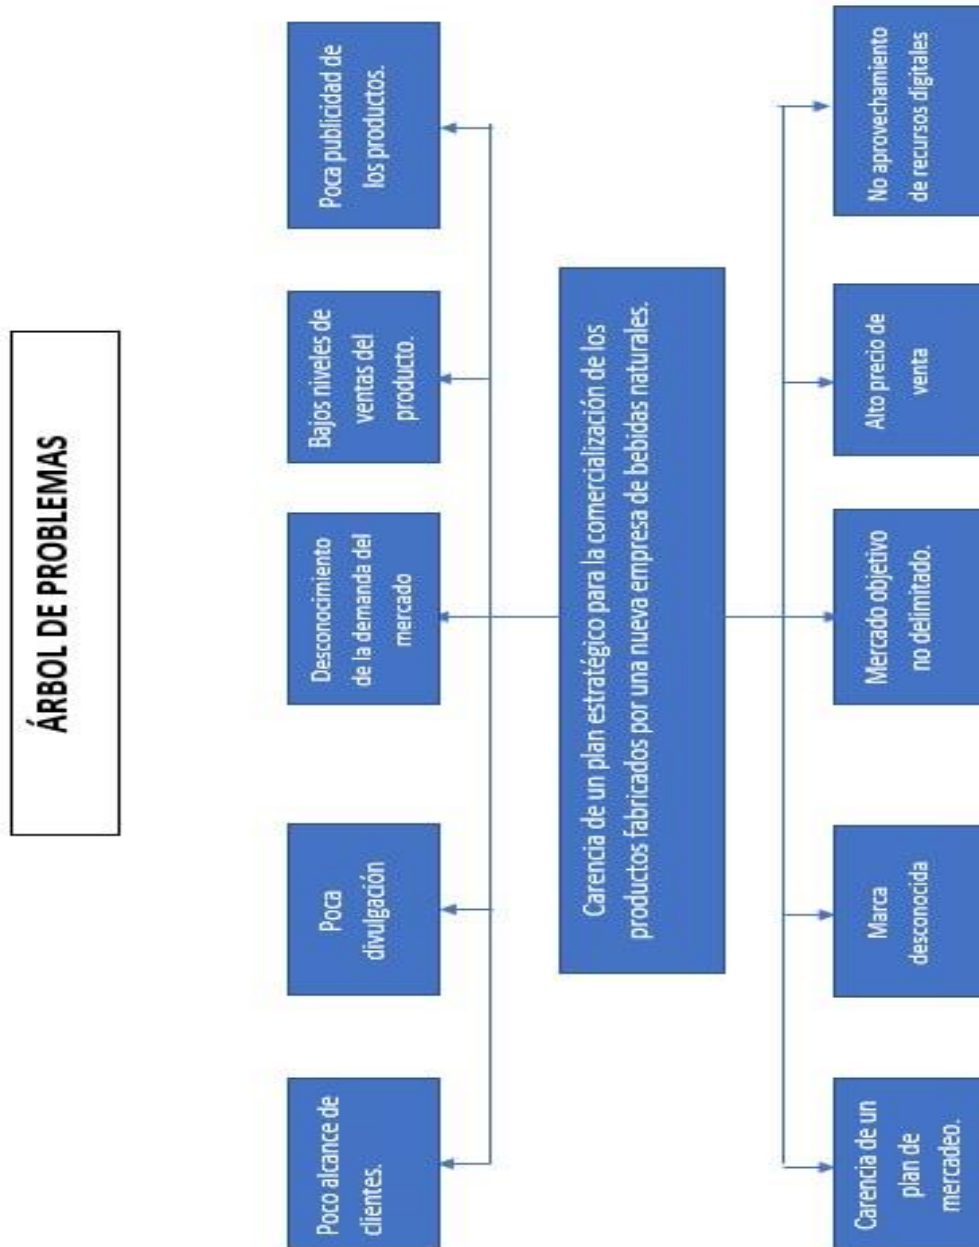 ÁRBOL DE PROBLEMAS
Poco alcance de
clientes.
Poca
divulgación
Desconocimiento
de la demanda del
mercado
Bajos niveles de
ventas del
producto.
Poca publicidad de
los productos.
Carencia de un plan estratégico para la comercialización de los
productos fabricados por una nueva empresa de bebidas naturales.
Carencia de un
plan de
mercadeo.
Marca
desconocida
Mercado objetivo
no delimitado.
Alto precio de
venta
No aprovechamiento
de recursos digitales